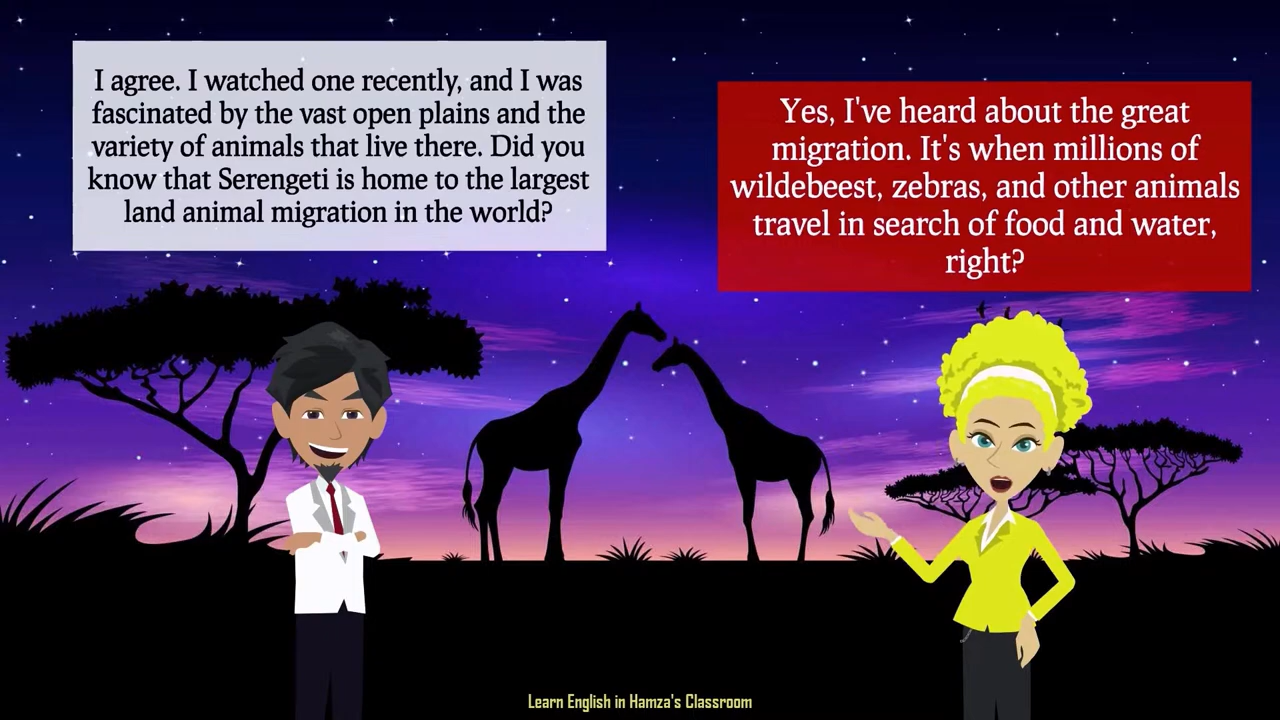 I agree. I watched one recently, and I was
fascinated by the vast open plains and the
variety of animals that live there. Did you
know that Serengeti is home to the largest
land animal migration in the world?
Yes, I've heard about the great
migration. It's when millions of
wildebeest, zebras, and other animals
travel in search of food and water,
right?
Learn English in Hamza's Classroom